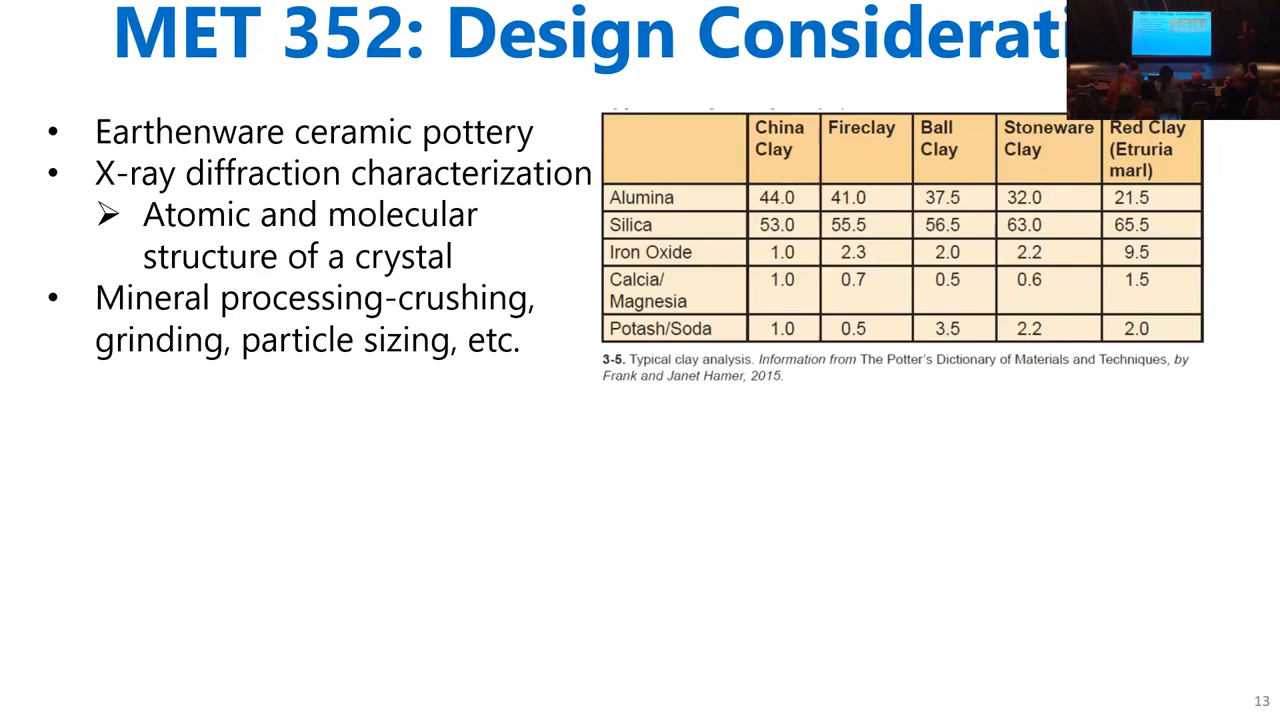 MET 352: Design Considerati
• Earthenware ceramic pottery
• X-ray diffraction characterization
➢ Atomic and molecular
structure of a crystal
• Mineral processing-crushing,
grinding, particle sizing, etc.
China Clay Fireclay Ball Clay Stoneware Clay Red Clay (Etruria marl)
Alumina 44.0 41.0 37.5 32.0 21.5
Silica 53.0 55.5 56.5 63.0 65.5
Iron Oxide 1.0 2.3 2.0 2.2 9.5
Calcia/ Magnesia 1.0 0.7 0.5 0.6 1.5
Potash/Soda 1.0 0.5 3.5 2.2 2.0
3-5. Typical clay analysis. Information from The Potter's Dictionary of Materials and Techniques, by
Frank and Janet Hamer, 2015.
MET 352: Design Consideration
13